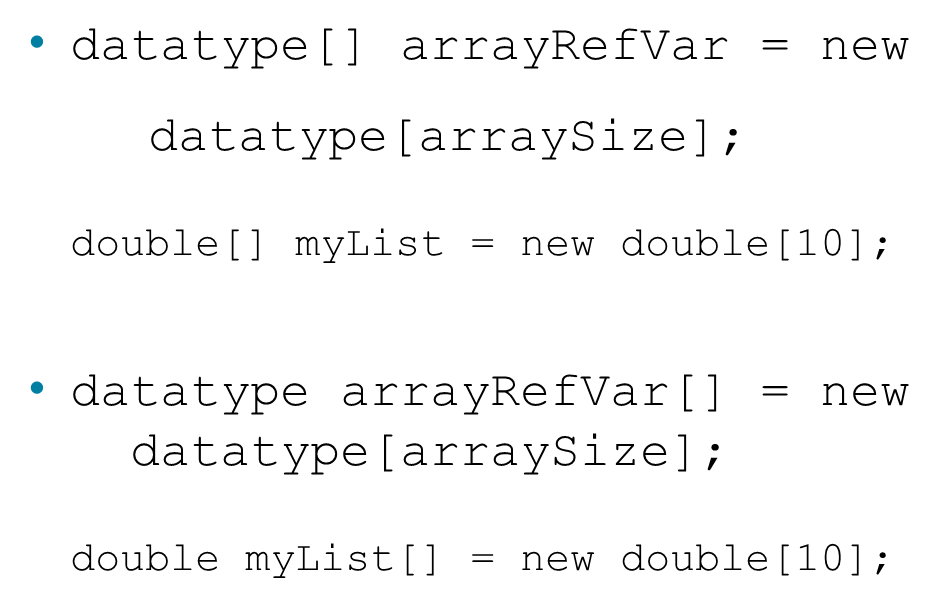 • datatype[] arrayRefVar = new
datatype[arraySize];
double[] myList = new double[10];
• datatype arrayRefVar[] = new
datatype[arraySize];
double myList[] = new double[10];